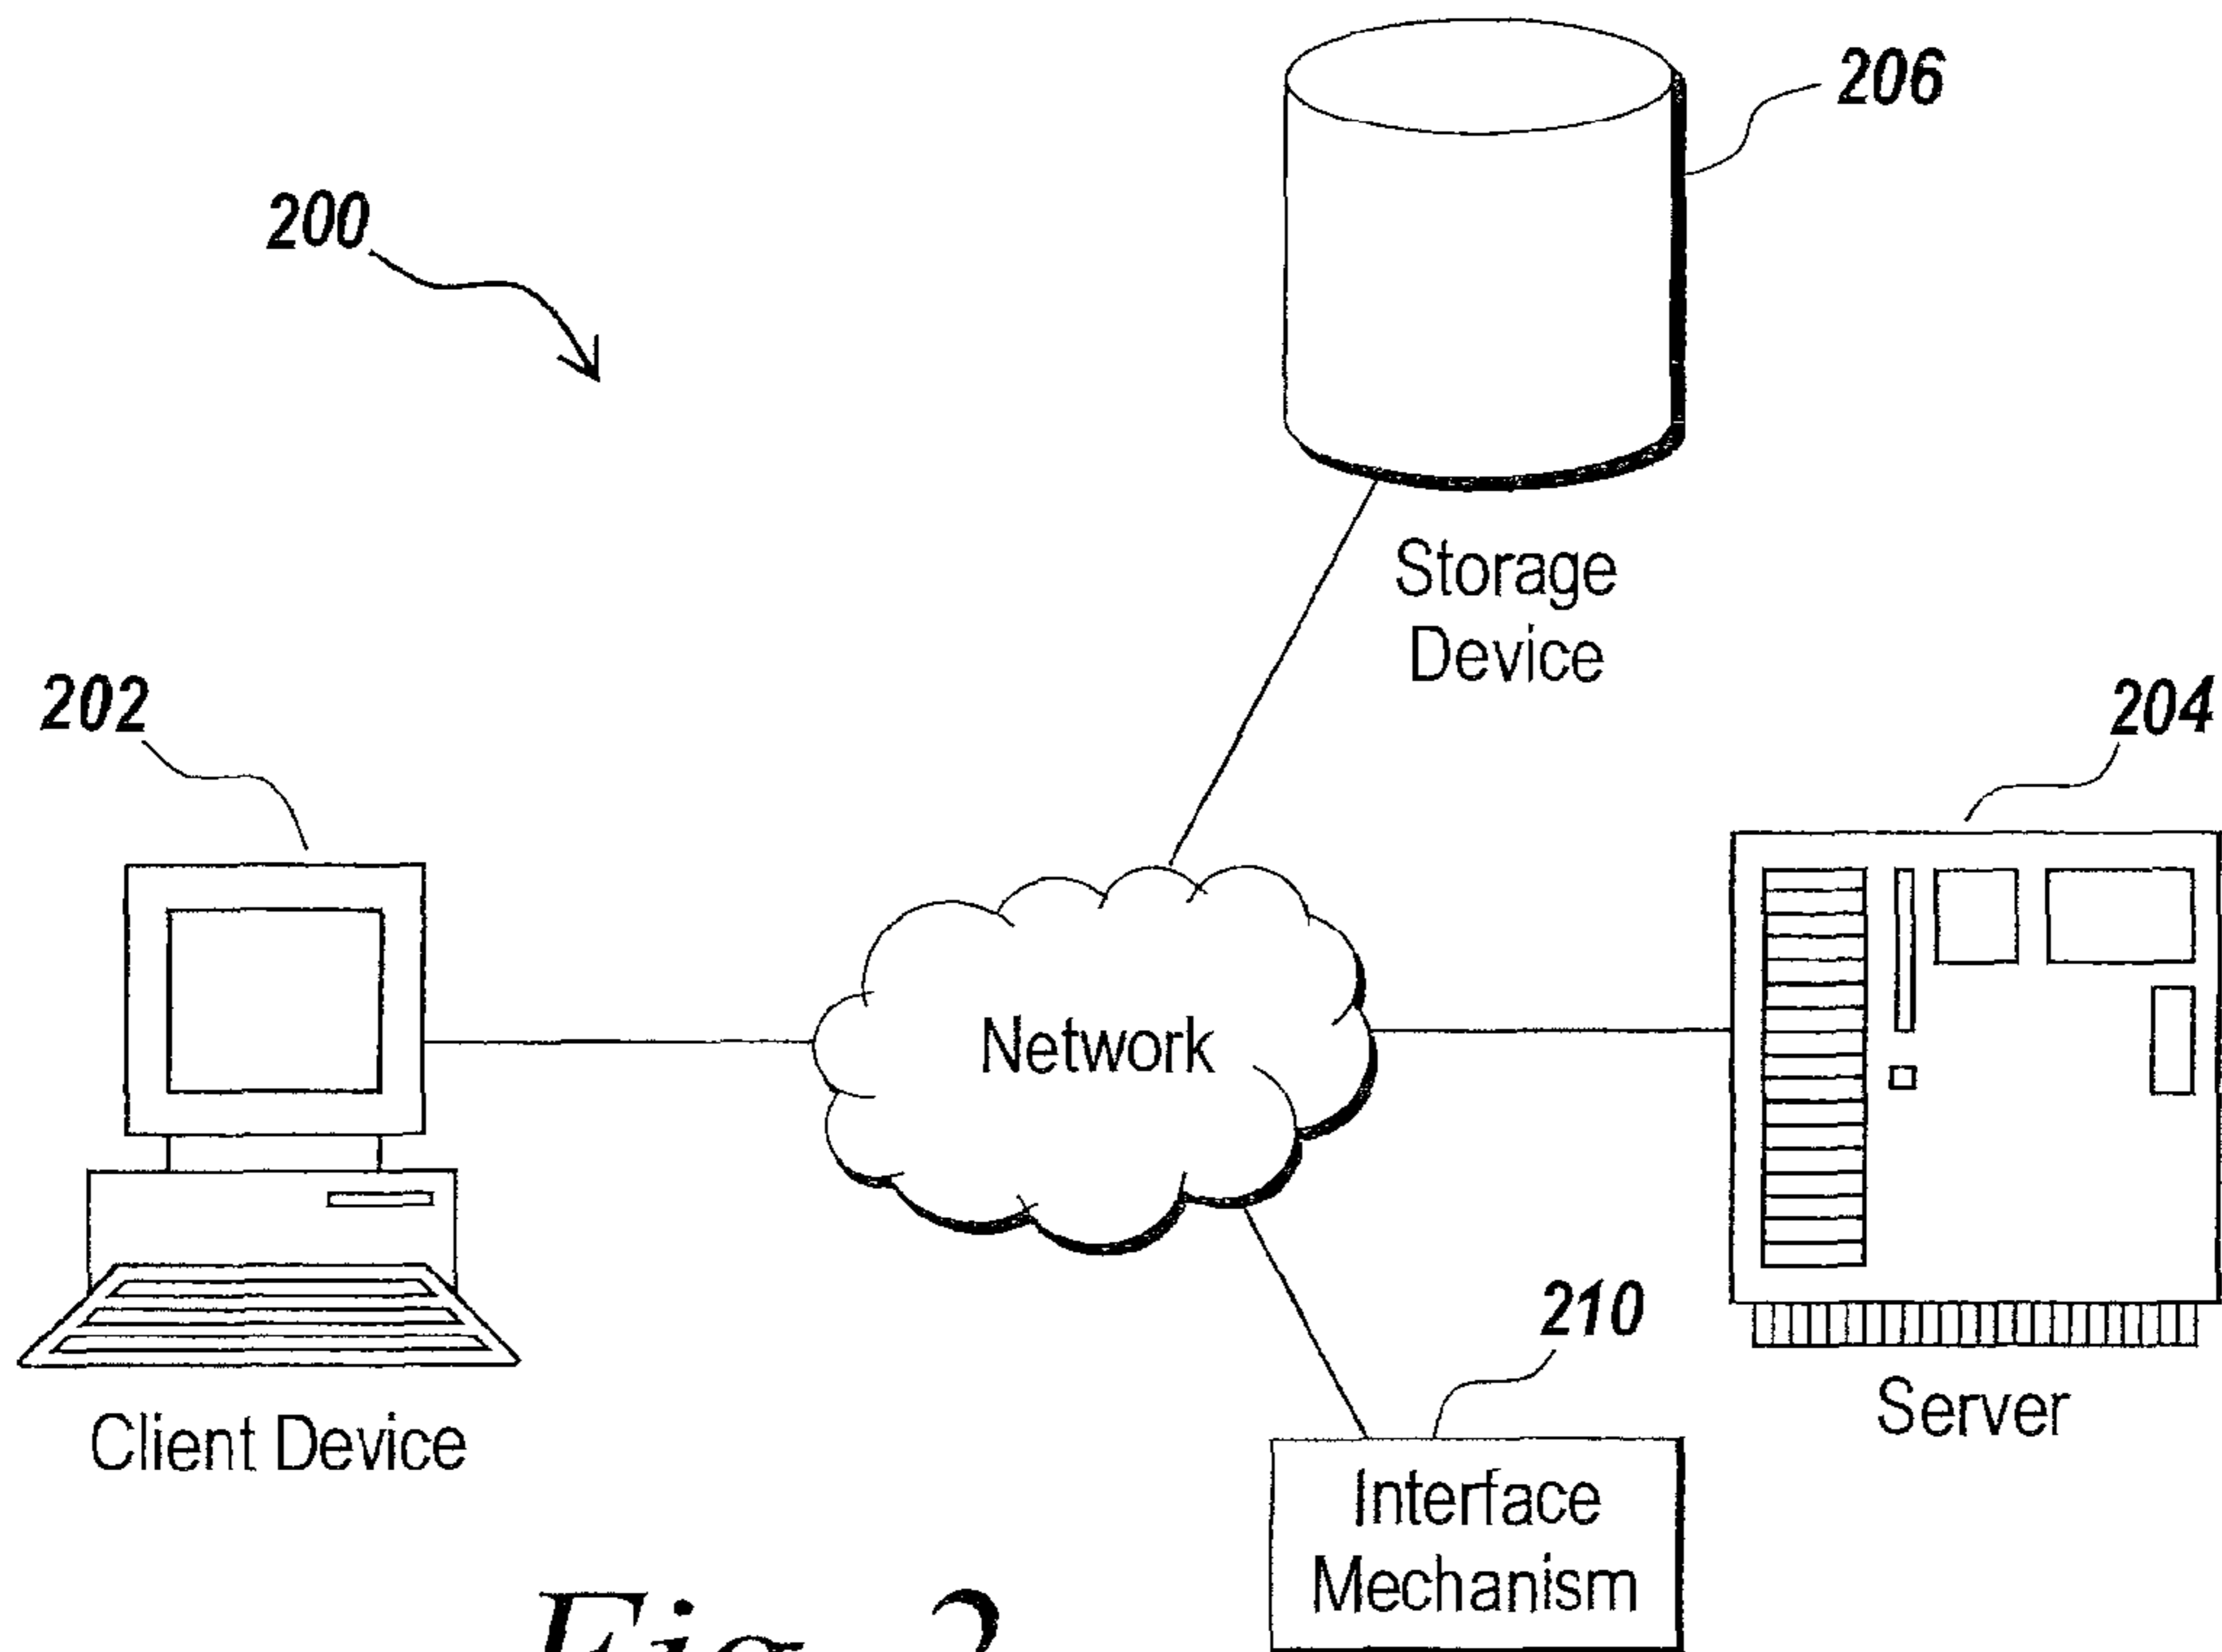 206
200
Storage
Device
202
204
Network
210
Server
Client Device
Interface
Mechanism